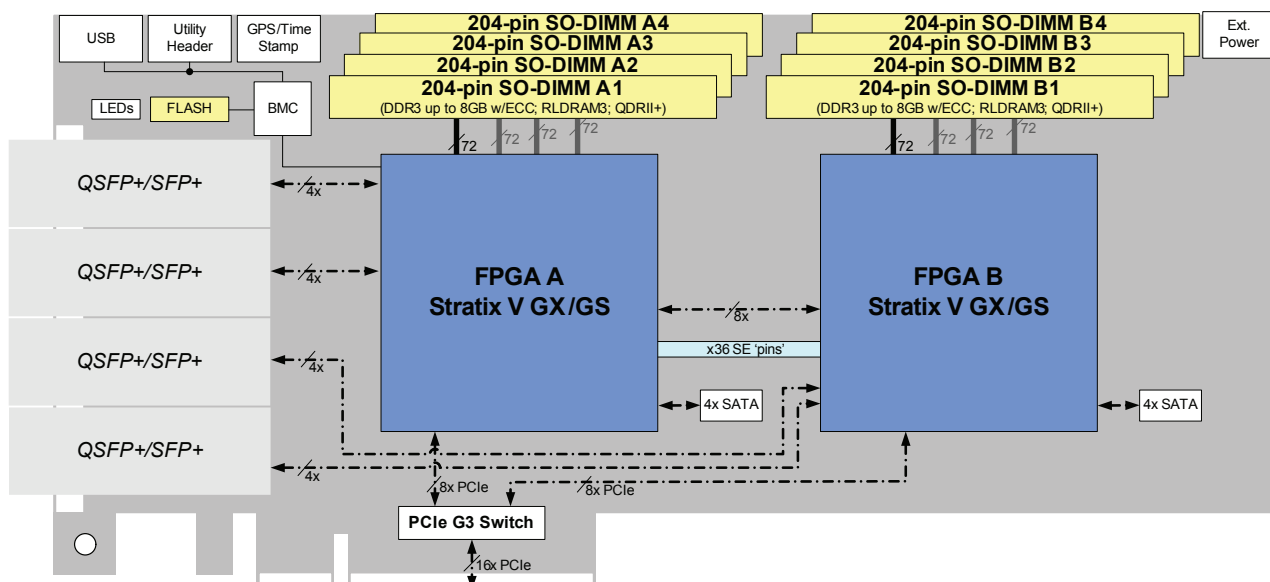 204-pin SO-DIMM A4
204-pin SO-DIMM A3
204-pin SO-DIMM A2
204-pin SO-DIMM A1
(DDR3 up to 8GB w/ECC; RLDRAM3; QDRII+)
204-pin SO-DIMM B4
204-pin SO-DIMM B3
204-pin SO-DIMM B2
204-pin SO-DIMM B1
(DDR3 up to 8GB w/ECC; RLDRAM3; QDRII+)
Ext.
Power
USB
Utility
Header
GPS/Time
Stamp
LEDs
FLASH
BMC
72
72
72
72
72
72
72
72
QSFP+/SFP+
4x
QSFP+/SFP+
4x
QSFP+/SFP+
4x
QSFP+/SFP+
4x
FPGA A
Stratix V GX/GS
FPGA B
Stratix V GX/GS
8x
x36 SE 'pins'
4x SATA
4x SATA
8x PCIe
8x PCIe
PCIe G3 Switch
16x PCIe